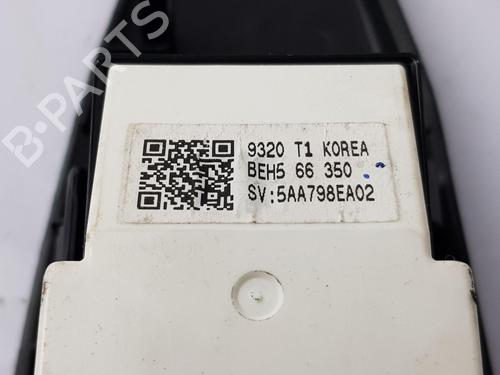 B-PARTS
9320 T1 KOREA
BEH5 66 350
SV:5AA798EA02